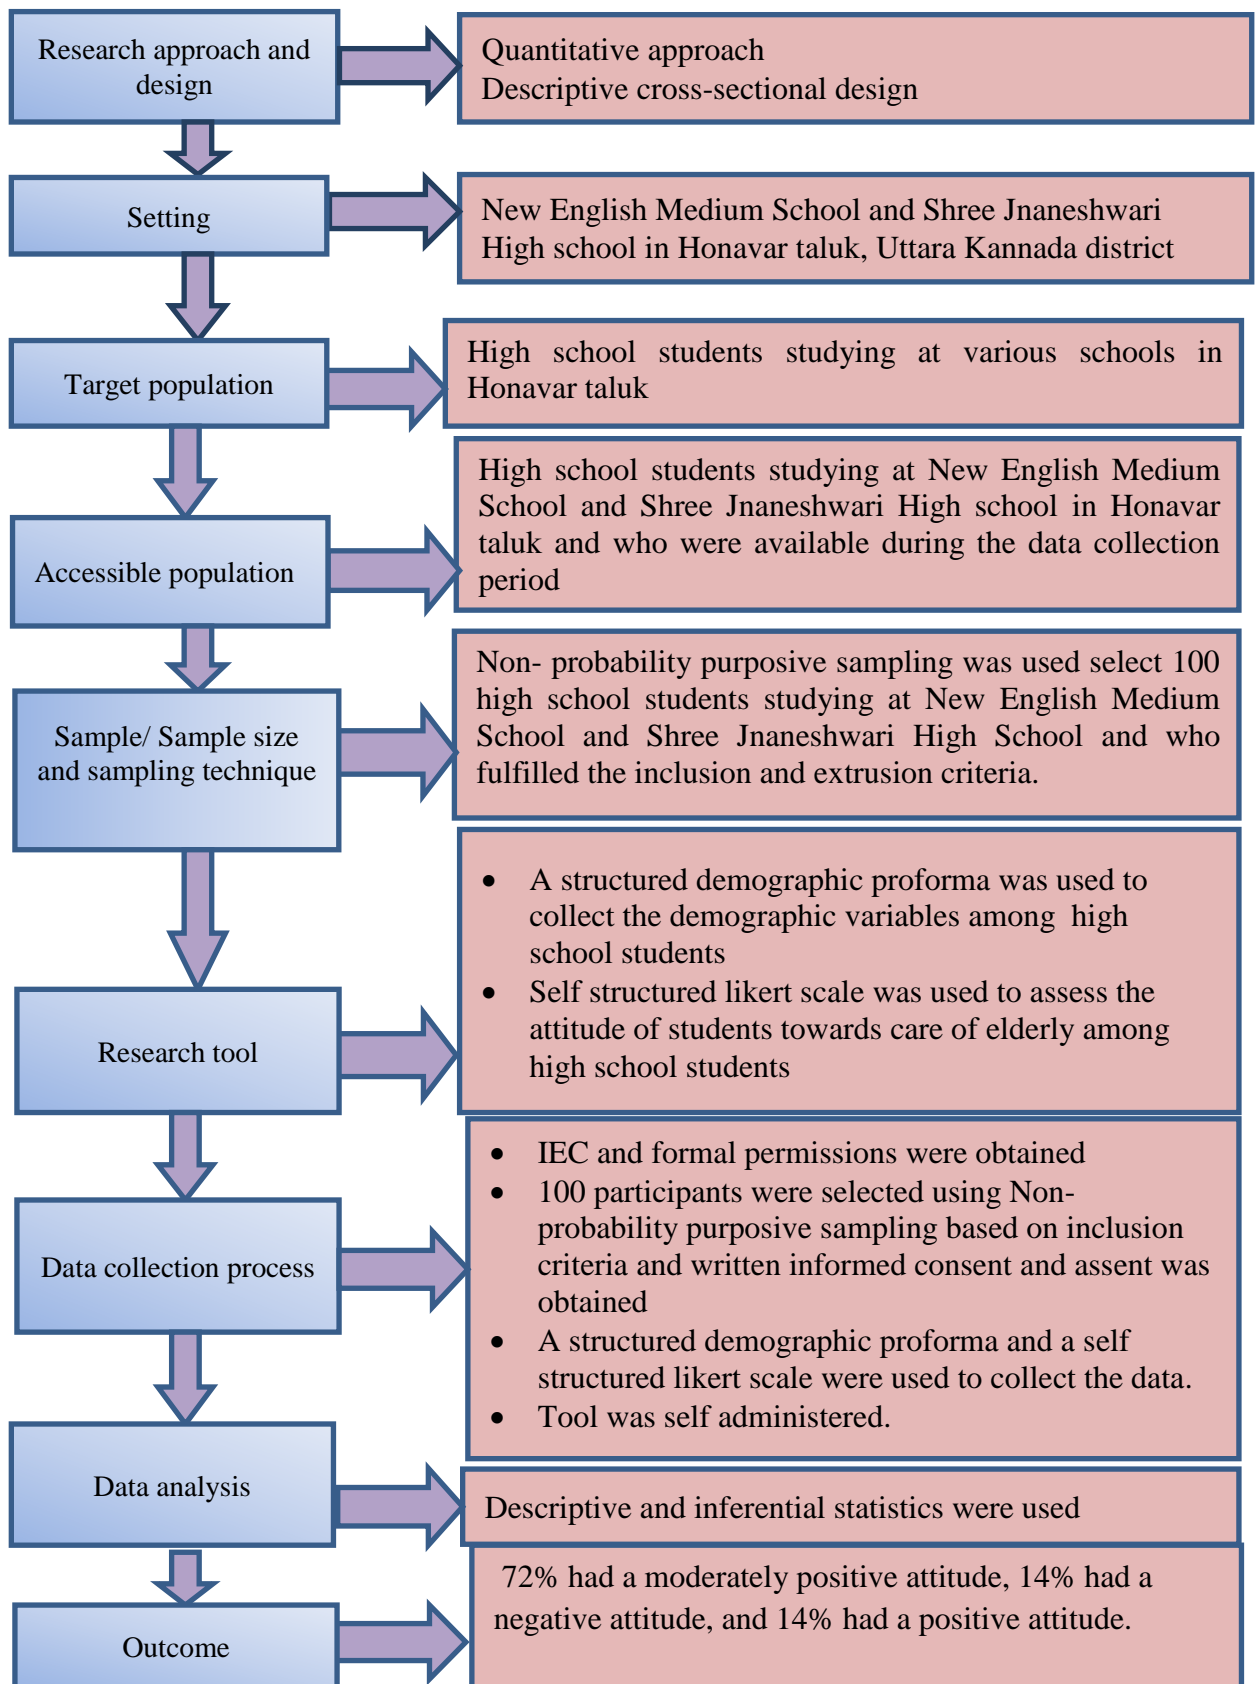 Research approach and
design
Quantitative approach
Descriptive cross-sectional design
Setting
New English Medium School and Shree Jnaneshwari
High school in Honavar taluk, Uttara Kannada district
Target population
High school students studying at various schools in
Honavar taluk
Accessible population
High school students studying at New English Medium
School and Shree Jnaneshwari High school in Honavar
taluk and who were available during the data collection
period
Sample/ Sample size
and sampling technique
Non- probability purposive sampling was used select 100
high school students studying at New English Medium
School and Shree Jnaneshwari High School and who
fulfilled the inclusion and extrusion criteria.
Research tool
• A structured demographic proforma was used to
collect the demographic variables among high
school students
• Self structured likert scale was used to assess the
attitude of students towards care of elderly among
high school students
Data collection process
• IEC and formal permissions were obtained
• 100 participants were selected using Non-
probability purposive sampling based on inclusion
criteria and written informed consent and assent was
obtained
• A structured demographic proforma and a self
structured likert scale were used to collect the data.
• Tool was self administered.
Data analysis
Descriptive and inferential statistics were used
Outcome
72% had a moderately positive attitude, 14% had a
negative attitude, and 14% had a positive attitude.